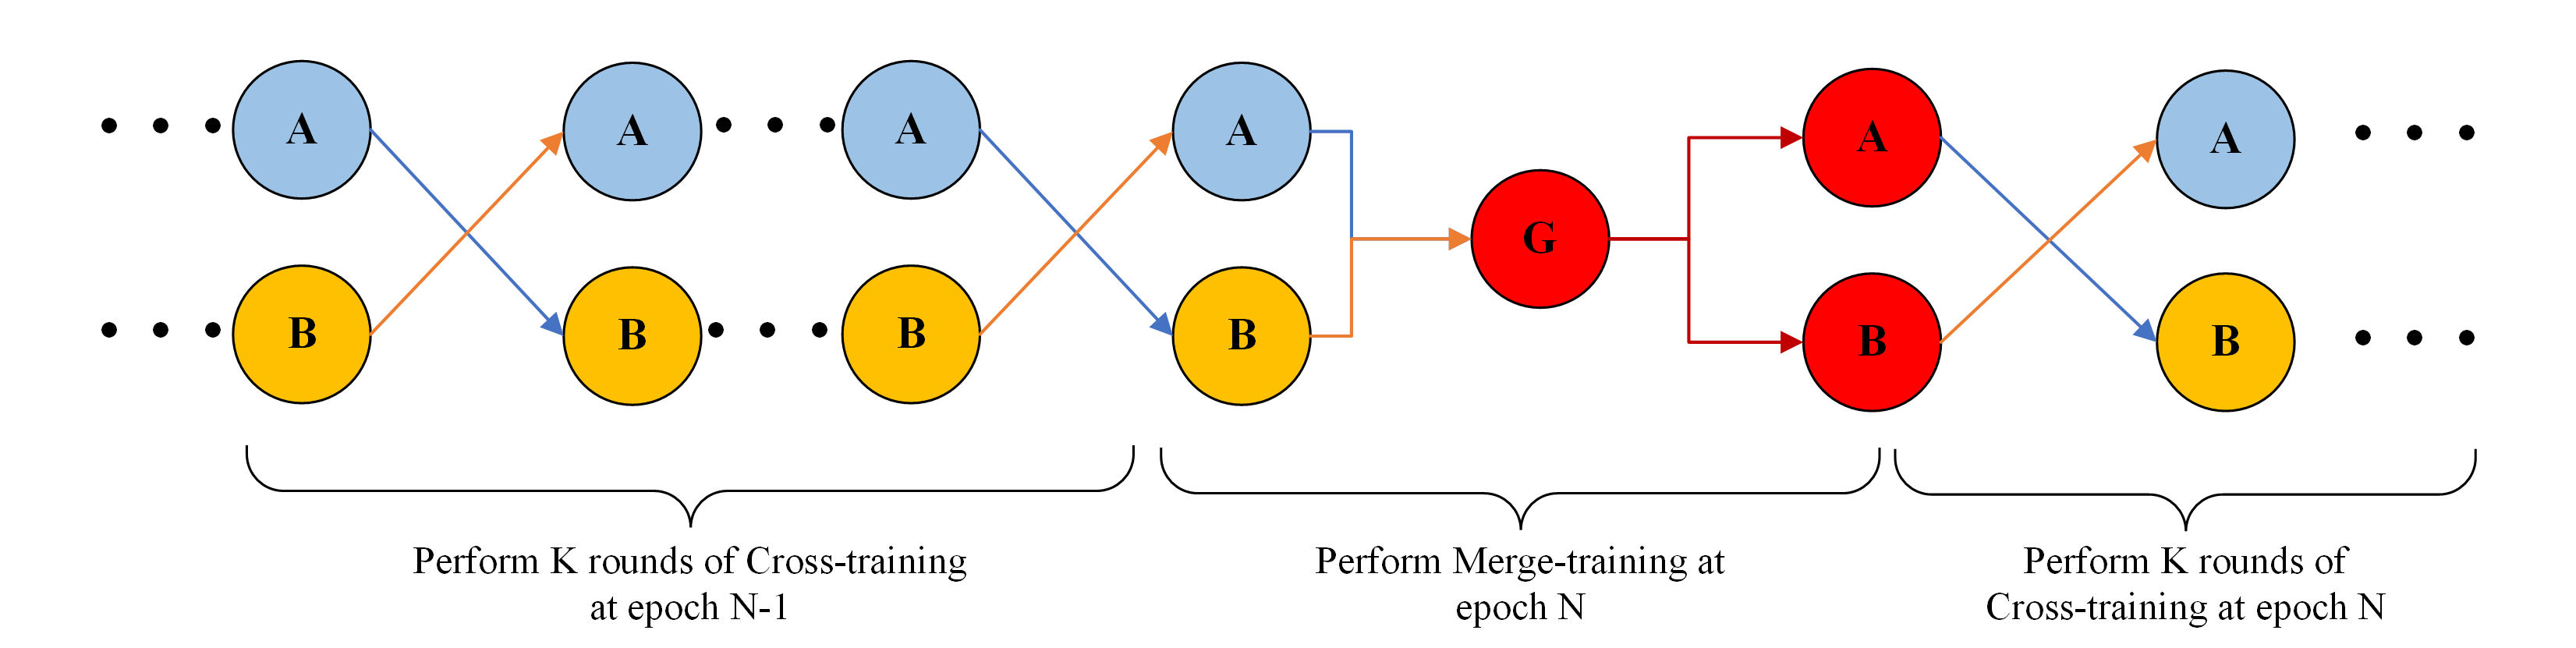 A
A
A
A
A
A
G
B
B
B
B
B
B
Perform K rounds of Cross-training
at epoch N-1
Perform Merge-training at
epoch N
Perform K rounds of
Cross-training at epoch N